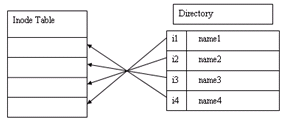 Inode Table
Directory
i1 name1
i2 name2
i3 name3
i4 name4